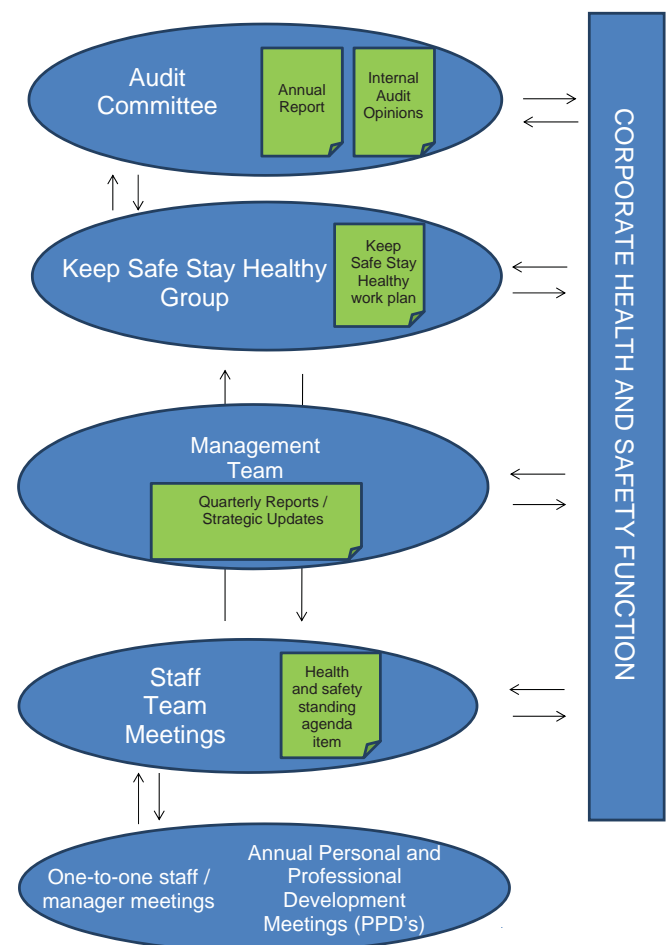 Audit
Committee
Annual
Report
Internal
Audit
Opinions
Keep Safe Stay Healthy
Group
Keep
Safe Stay
Healthy
work plan
Management
Team
Quarterly Reports /
Strategic Updates
Staff
Team
Meetings
Health
and safety
standing
agenda
item
One-to-one staff /
manager meetings
Annual Personal and
Professional
Development
Meetings (PPD's)
CORPORATE HEALTH AND SAFETY FUNCTION